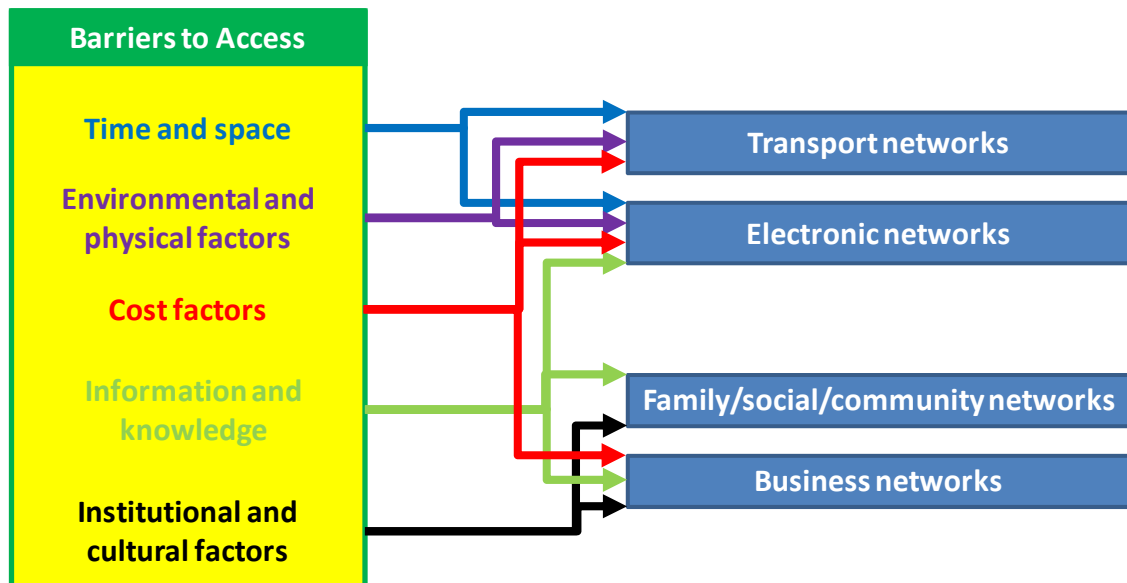 Barriers to Access
Time and space
Environmental and
physical factors
Cost factors
Information and
knowledge
Institutional and
cultural factors
Transport networks
Electronic networks
Family/social/community networks
Business networks